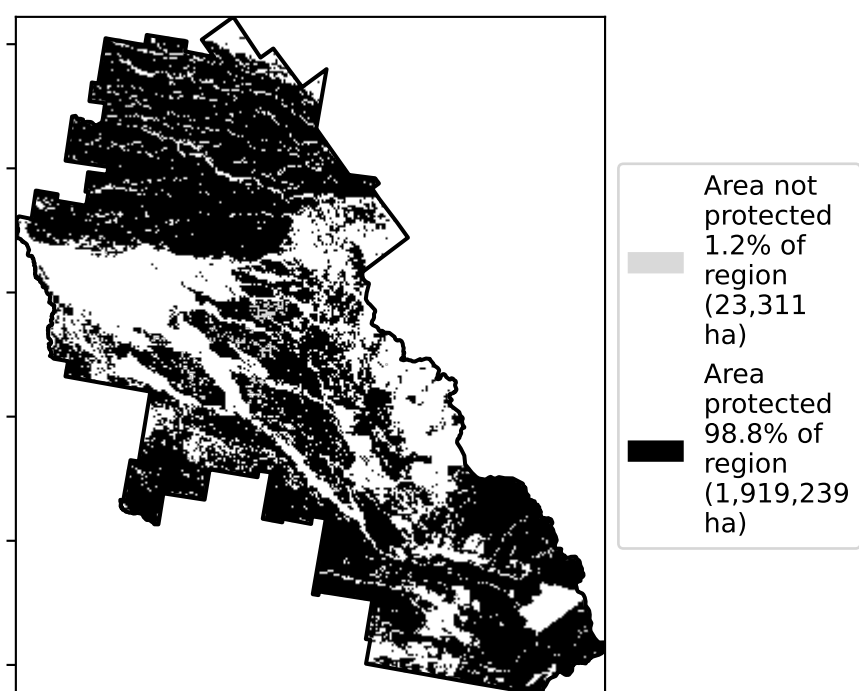 Area not
protected
1.2% of
region
(23,311
ha)
Area
protected
98.8% of
region
(1,919,239
ha)